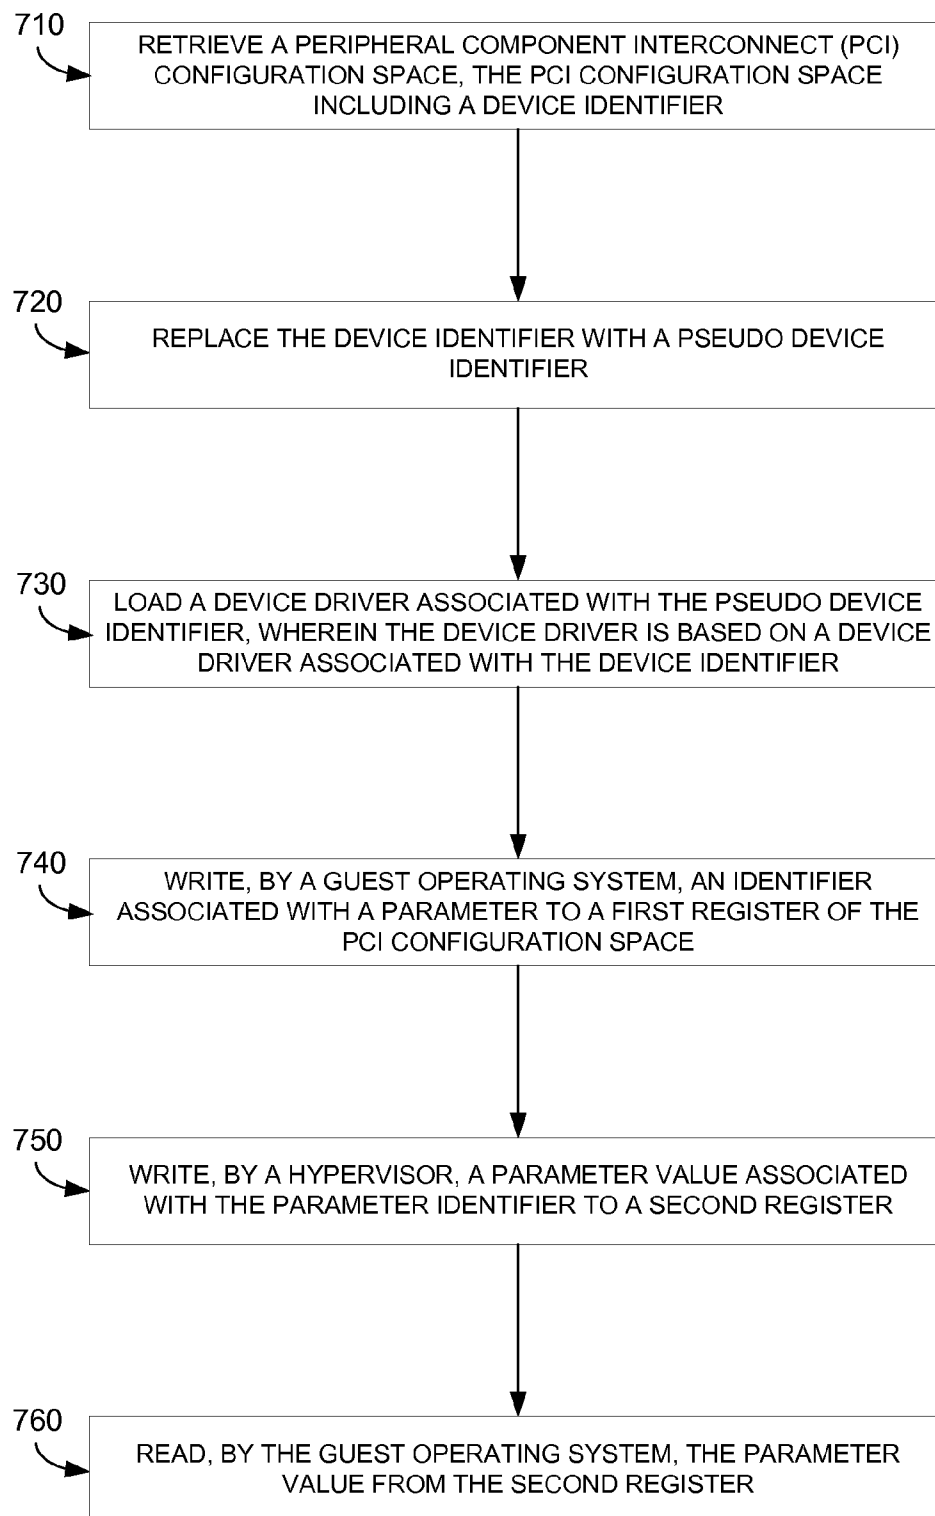 710
RETRIEVE A PERIPHERAL COMPONENT INTERCONNECT (PCI)
CONFIGURATION SPACE, THE PCI CONFIGURATION SPACE
INCLUDING A DEVICE IDENTIFIER
720
REPLACE THE DEVICE IDENTIFIER WITH A PSEUDO DEVICE
IDENTIFIER
730
LOAD A DEVICE DRIVER ASSOCIATED WITH THE PSEUDO DEVICE
IDENTIFIER, WHEREIN THE DEVICE DRIVER IS BASED ON A DEVICE
DRIVER ASSOCIATED WITH THE DEVICE IDENTIFIER
740
WRITE, BY A GUEST OPERATING SYSTEM, AN IDENTIFIER
ASSOCIATED WITH A PARAMETER TO A FIRST REGISTER OF THE
PCI CONFIGURATION SPACE
750
WRITE, BY A HYPERVISOR, A PARAMETER VALUE ASSOCIATED
WITH THE PARAMETER IDENTIFIER TO A SECOND REGISTER
760
READ, BY THE GUEST OPERATING SYSTEM, THE PARAMETER
VALUE FROM THE SECOND REGISTER